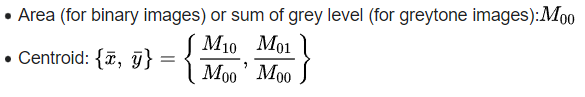 • Area (for binary images) or sum of grey level (for greytone images):M₀₀
• Centroid: {x̄, ȳ} = {M₁₀/M₀₀, M₀₁/M₀₀}